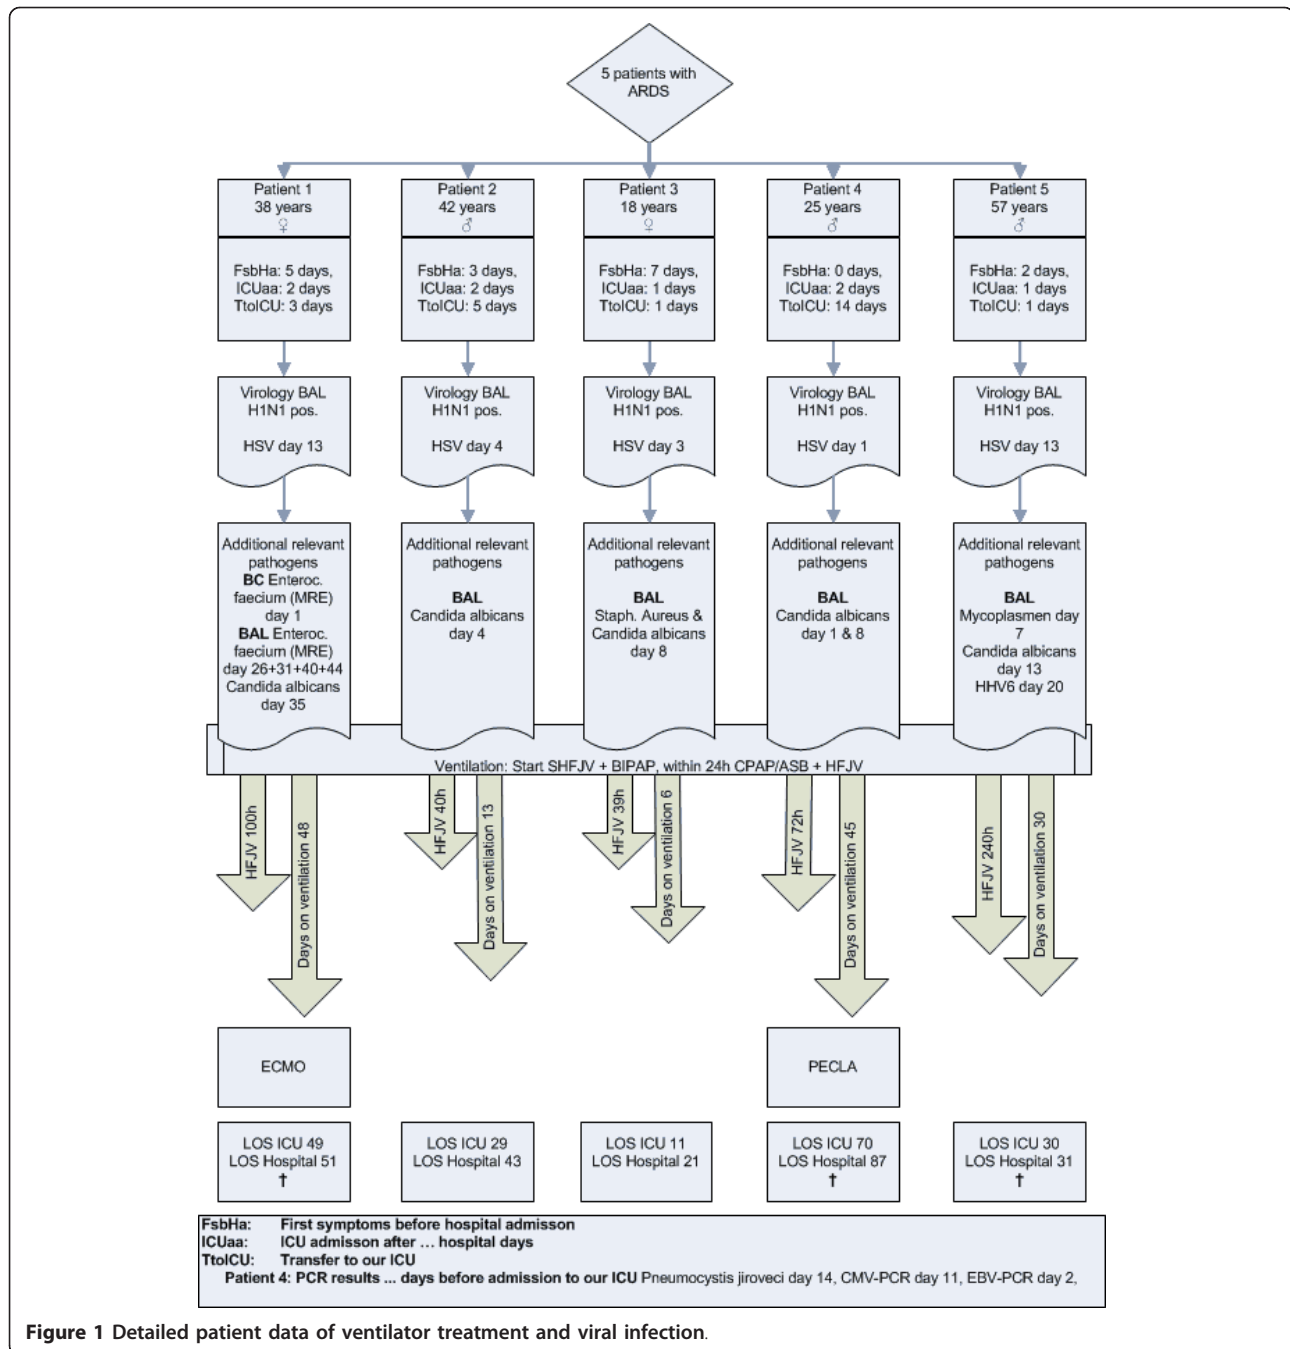 5 patients with
ARDS
Patient 1
38 years
♀
FsbHa: 5 days,
ICUaa: 2 days
TtoICU: 3 days
Virology BAL
H1N1 pos.
HSV day 13
Additional relevant
pathogens
BC Enteroc.
faecium (MRE)
day 1
BAL Enteroc.
faecium (MRE)
day 26+31+40+44
Candida albicans
day 35
Patient 2
42 years
♂
FsbHa: 3 days,
ICUaa: 2 days
TtoICU: 5 days
Virology BAL
H1N1 pos.
HSV day 4
Additional relevant
pathogens
BAL
Candida albicans
day 4
Patient 3
18 years
♀
FsbHa: 7 days,
ICUaa: 1 days
TtoICU: 1 days
Virology BAL
H1N1 pos.
HSV day 3
Additional relevant
pathogens
BAL
Staph. Aureus &
Candida albicans
day 8
Patient 4
25 years
♂
FsbHa: 0 days,
ICUaa: 2 days
TtoICU: 14 days
Virology BAL
H1N1 pos.
HSV day 1
Additional relevant
pathogens
BAL
Candida albicans
day 1 & 8
Patient 5
57 years
♂
FsbHa: 2 days,
ICUaa: 1 days
TtoICU: 1 days
Virology BAL
H1N1 pos.
HSV day 13
Additional relevant
pathogens
BAL
Mycoplasmen day
7
Candida albicans
day 13
HHV6 day 20
Ventilation: Start SHFJV + BIPAP, within 24h CPAP/ASB + HFJV
HFJV 100h
Days on ventilation 48
HFJV 40h
Days on ventilation 13
HFJV 39h
Days on ventilation 6
HFJV 72h
Days on ventilation 45
HFJV 240h
Days on ventilation 30
ECMO
PECLA
LOS ICU 49
LOS Hospital 51
†
LOS ICU 29
LOS Hospital 43
LOS ICU 11
LOS Hospital 21
LOS ICU 70
LOS Hospital 87
†
LOS ICU 30
LOS Hospital 31
†
FsbHa: First symptoms before hospital admisson
ICUaa: ICU admisson after ... hospital days
TtoICU: Transfer to our ICU
Patient 4: PCR results ... days before admission to our ICU Pneumocystis jiroveci day 14, CMV-PCR day 11, EBV-PCR day 2,
Figure 1 Detailed patient data of ventilator treatment and viral infection.